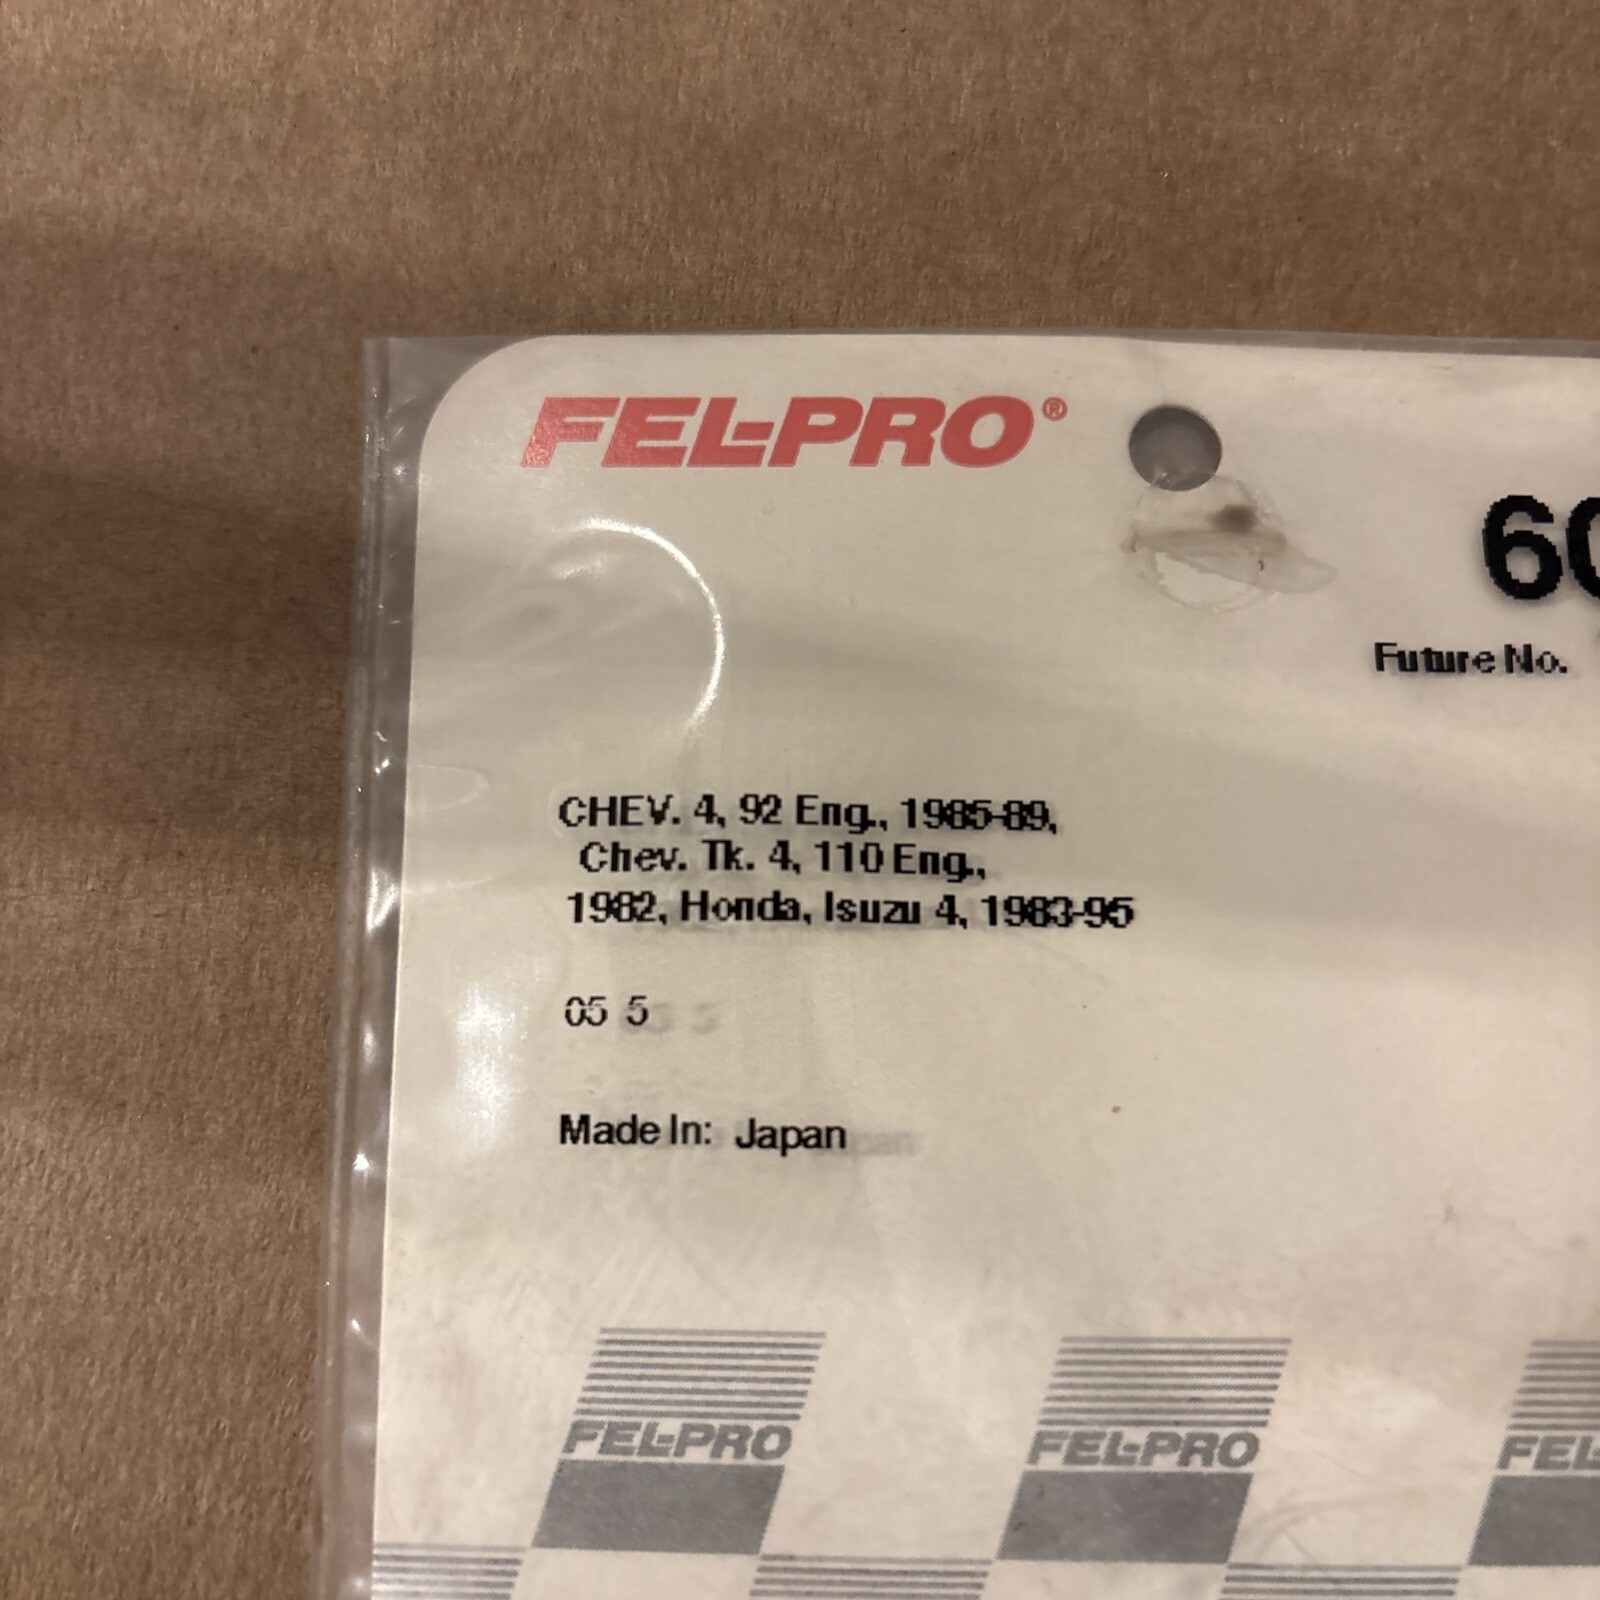 FEL-PRO®
60
Future No.
CHEV. 4, 92 Eng., 1985-89,
Chev. Tk. 4, 110 Eng.,
1982, Honda, Isuzu 4, 1983-95
05 5
Made In: Japan
FEL-PRO FEL-PRO FEL